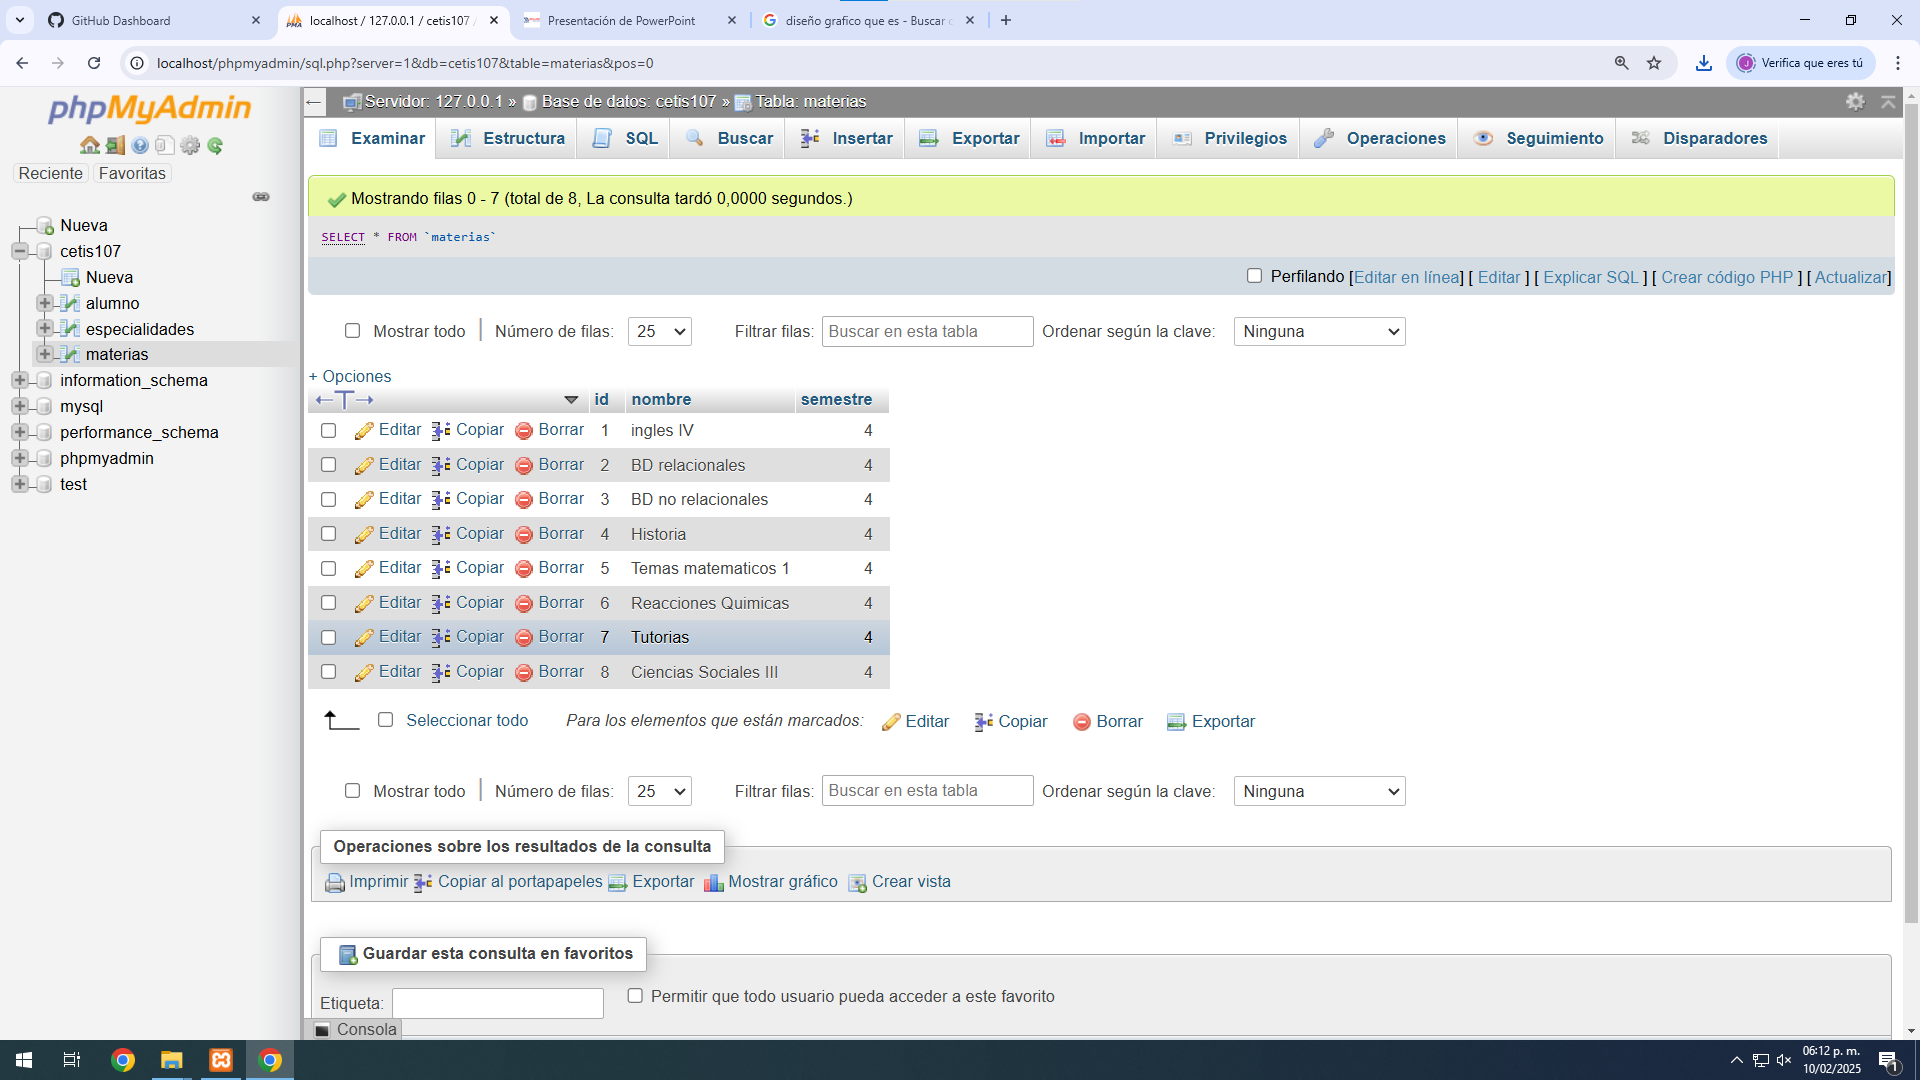 GitHub Dashboard
localhost / 127.0.0.1 / cetis107 /
Presentación de PowerPoint
diseño grafico que es - Buscar
localhost/phpmyadmin/sql.php?server=1&db=cetis107&table=materias&pos=0
Verifica que eres tú
phpMyAdmin
Reciente
Favoritas
Nueva
cetis107
Nueva
alumno
especialidades
materias
information_schema
mysql
performance_schema
phpmyadmin
test
Servidor: 127.0.0.1 » Base de datos: cetis107 » Tabla: materias
Examinar Estructura SQL Buscar Insertar Exportar Importar Privilegios Operaciones Seguimiento Disparadores
Mostrando filas 0 - 7 (total de 8, La consulta tardó 0,0000 segundos.)
SELECT * FROM `materias`
Perfilando [Editar en línea] [ Editar ] [ Explicar SQL ] [ Crear código PHP ] [ Actualizar]
Mostrar todo Número de filas: 25 Filtrar filas: Buscar en esta tabla Ordenar según la clave: Ninguna
+ Opciones
←T→ id nombre semestre
Editar Copiar Borrar 1 ingles IV 4
Editar Copiar Borrar 2 BD relacionales 4
Editar Copiar Borrar 3 BD no relacionales 4
Editar Copiar Borrar 4 Historia 4
Editar Copiar Borrar 5 Temas matematicos 1 4
Editar Copiar Borrar 6 Reacciones Quimicas 4
Editar Copiar Borrar 7 Tutorias 4
Editar Copiar Borrar 8 Ciencias Sociales III 4
Seleccionar todo Para los elementos que están marcados: Editar Copiar Borrar Exportar
Mostrar todo Número de filas: 25 Filtrar filas: Buscar en esta tabla Ordenar según la clave: Ninguna
Operaciones sobre los resultados de la consulta
Imprimir Copiar al portapapeles Exportar Mostrar gráfico Crear vista
Guardar esta consulta en favoritos
Etiqueta: Permitir que todo usuario pueda acceder a este favorito
Consola
06:12 p. m.
10/02/2025
1